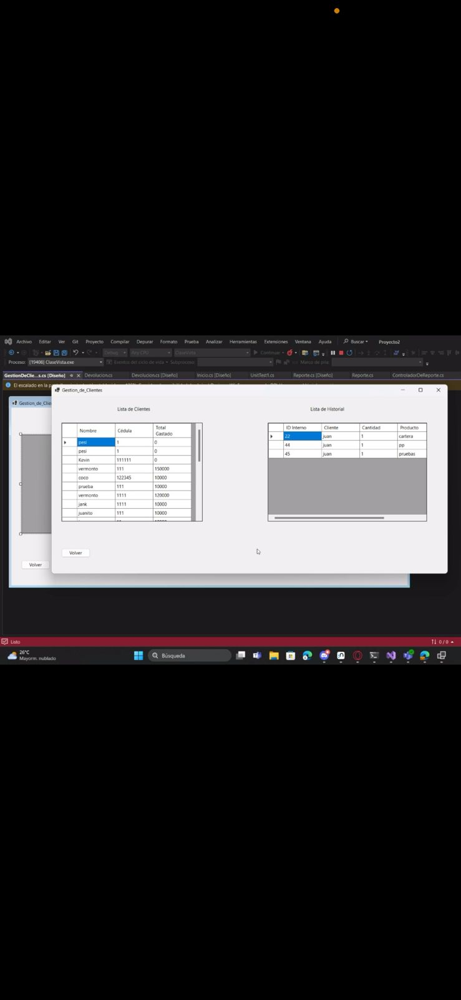 Archivo Editar Ver Git Proyecto Compilar Depurar Formato Prueba Analizar Herramientas Extensiones Ventana Ayuda Buscar Proyecto2
Debug Any CPU ClaseVista Continuar
Proceso: [19408] ClaseVista.exe Eventos del ciclo de vida Subproceso: Marco de pila:
GestionDeClie...s.cs [Diseño] Devolucion.cs Devolucion.cs [Diseño] Inicio.cs [Diseño] UnitTest1.cs Reporte.cs [Diseño] Reporte.cs ControladorDeReporte.cs
El escalado en la
Gestion_de_Clientes
Gestion_de_Clie
Lista de Clientes Lista de Historial
Nombre Cédula Total Gastado
pesi 1 0
pesi 1 0
Kevin 111111 0
vermonto 111 150000
coco 122345 10000
prueba 111 10000
vermonto 1111 120000
jank 1111 10000
juanito 111 10000
ID Interno Cliente Cantidad Producto
22 juan 1 cartera
44 juan 1 pp
45 juan 1 pruebas
Volver
Volver
Listo 0 / 0
26°C
Mayorm. nublado
Búsqueda